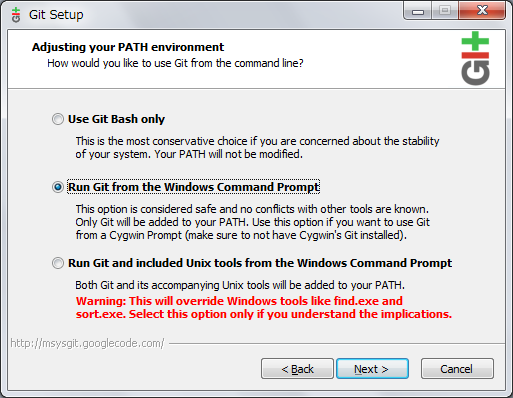 Git Setup
Adjusting your PATH environment
How would you like to use Git from the command line?
GIT
Use Git Bash only
This is the most conservative choice if you are concerned about the stability
of your system. Your PATH will not be modified.
Run Git from the Windows Command Prompt
This option is considered safe and no conflicts with other tools are known.
Only Git will be added to your PATH. Use this option if you want to use Git
from a Cygwin Prompt (make sure to not have Cygwin's Git installed).
Run Git and included Unix tools from the Windows Command Prompt
Both Git and its accompanying Unix tools will be added to your PATH.
Warning: This will override Windows tools like find.exe and
sort.exe. Select this option only if you understand the implications.
http://msysgit.googlecode.com/
< Back
Next >
Cancel